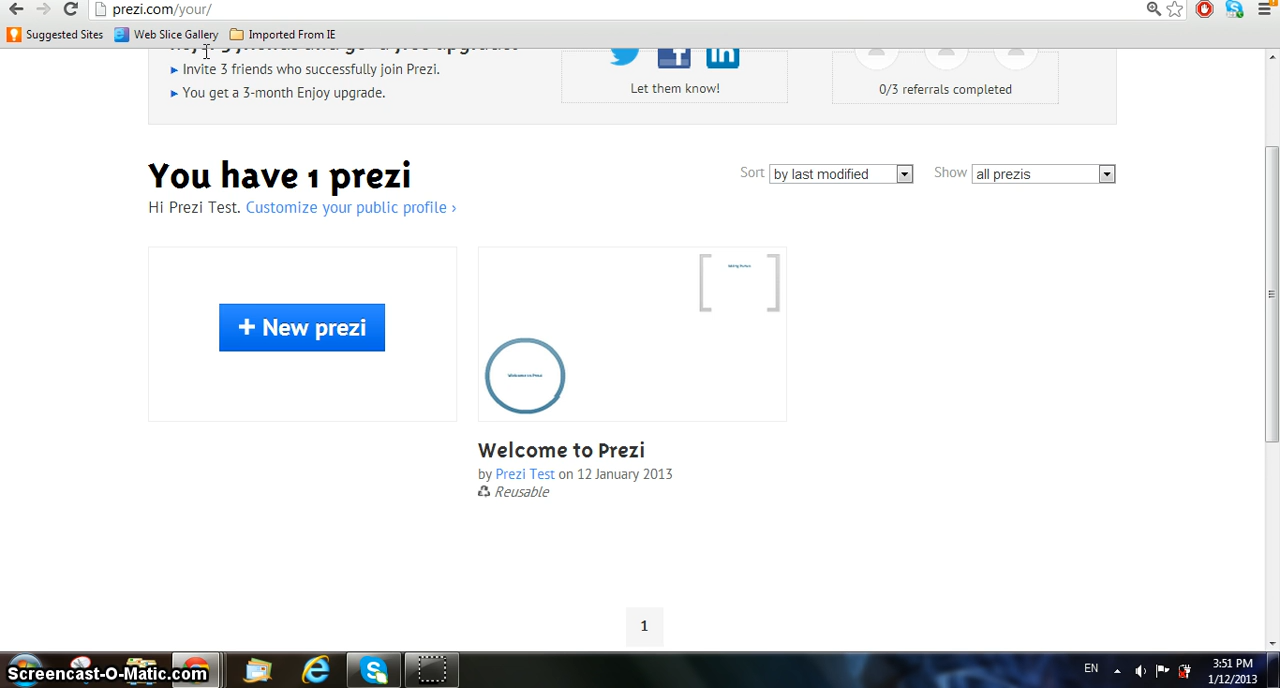 prezi.com/your/
Suggested Sites Web Slice Gallery Imported From IE
Invite 3 friends who successfully join Prezi.
You get a 3-month Enjoy upgrade.
Let them know!
0/3 referrals completed
You have 1 prezi
Sort by last modified Show all prezis
Hi Prezi Test. Customize your public profile ›
+ New prezi
Welcome to Prezi
Welcome to Prezi
by Prezi Test on 12 January 2013
Reusable
1
Screencast-O-Matic.com
EN
3:51 PM
1/12/2013